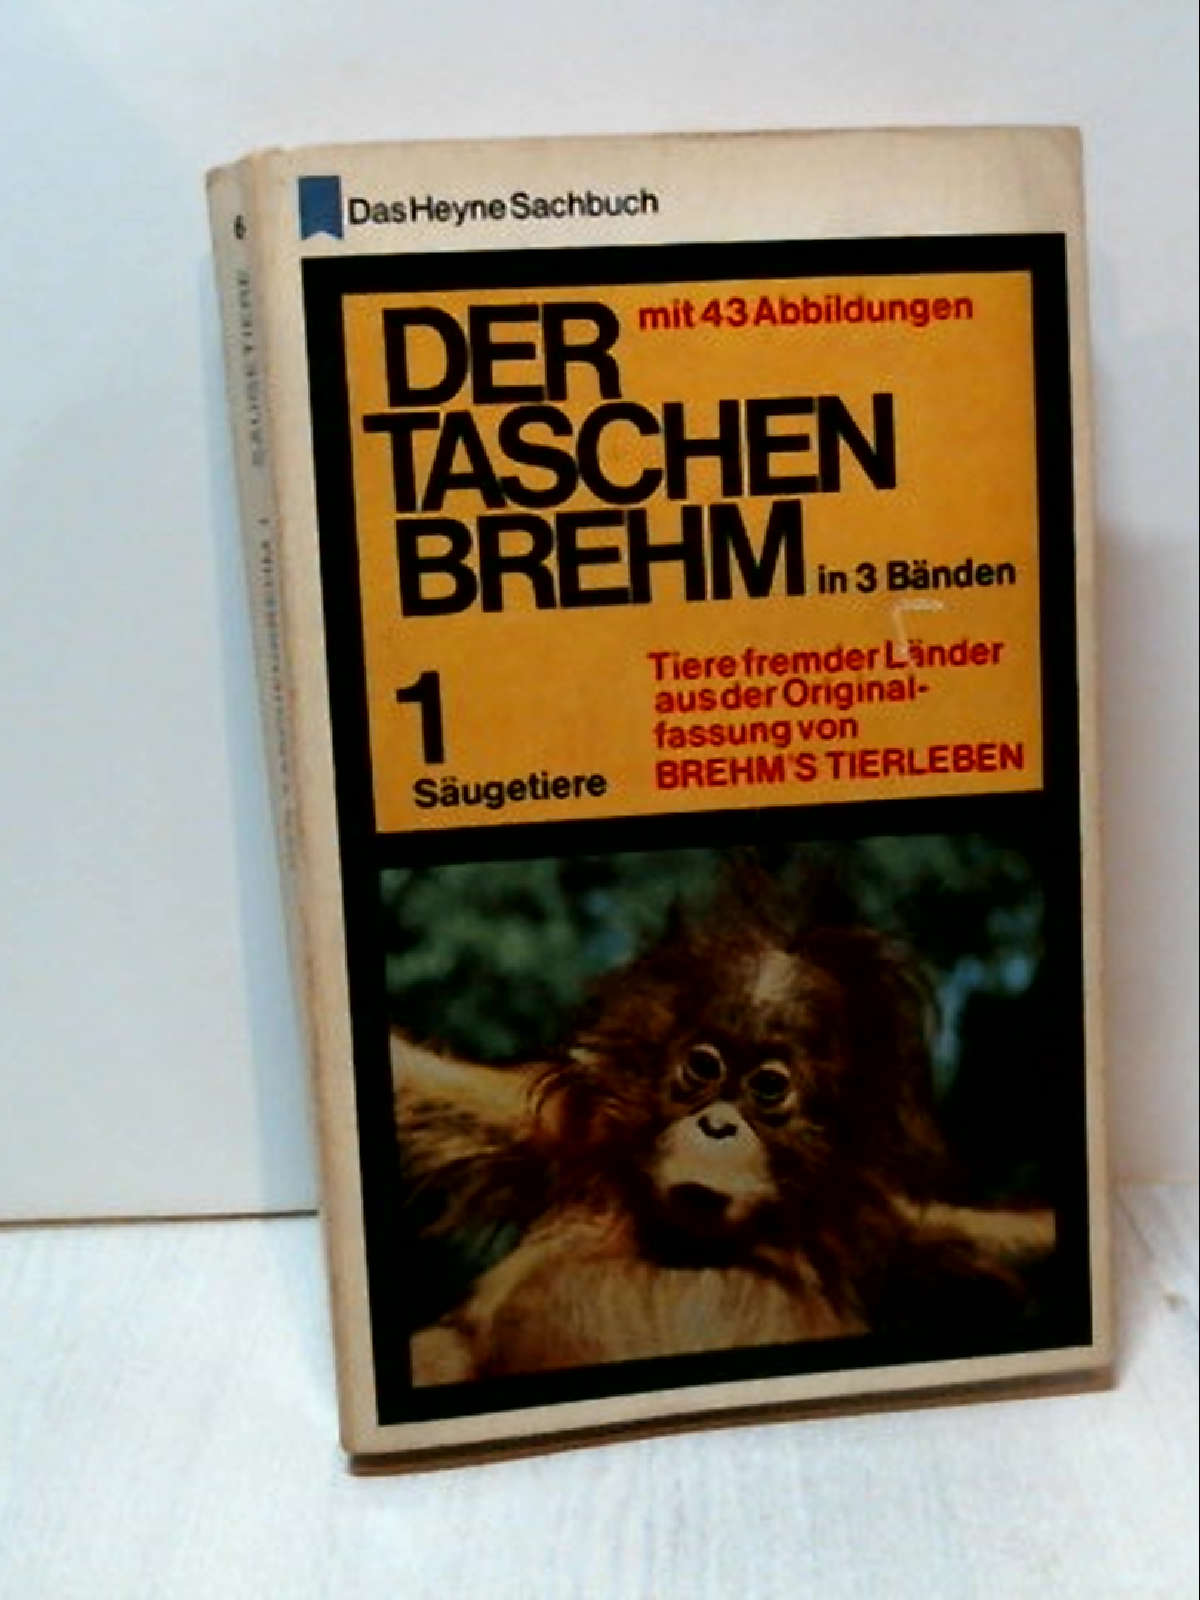 Das Heyne Sachbuch
DER
mit 43 Abbildungen
TASCHEN
BREHM
in 3 Bänden
1
Säugetiere
Tiere fremder Länder
aus der Original-
fassung von
BREHM'S TIERLEBEN
6
SÄUGETIERE